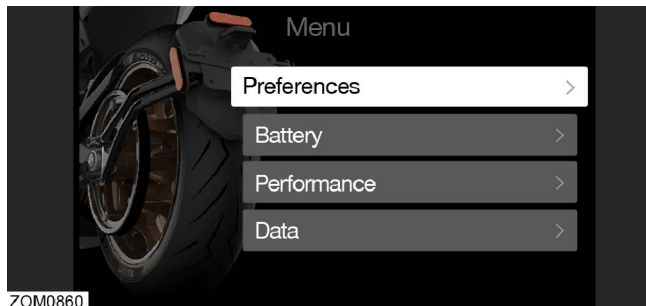 Menu
Preferences
Battery
Performance
Data
ZOM0860